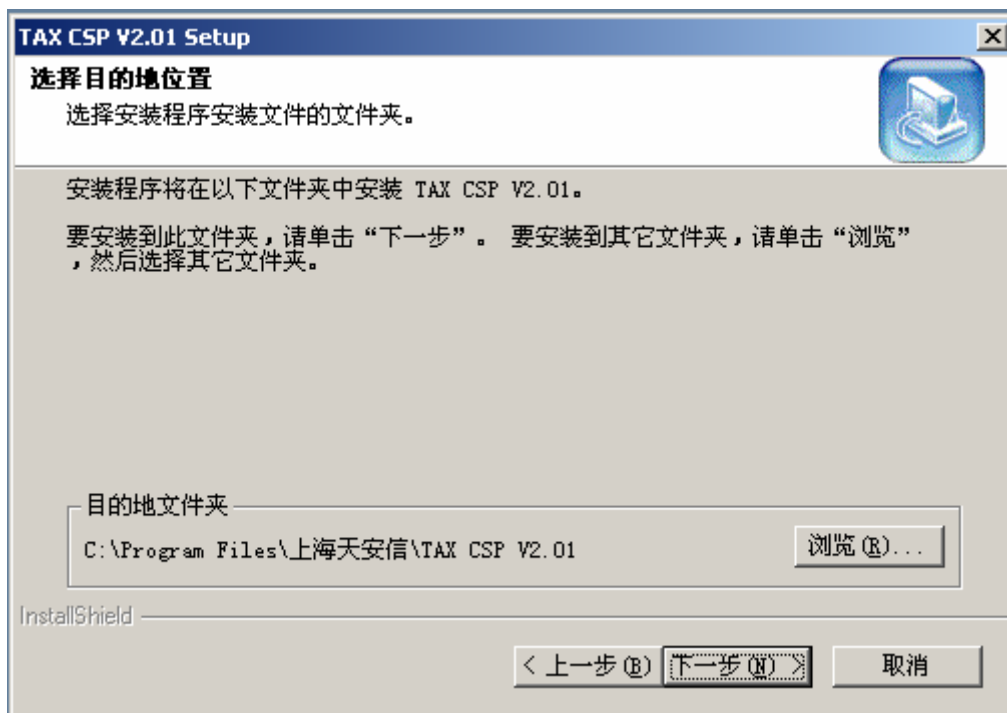 TAX CSP V2.01 Setup
选择目的地位置
选择安装程序安装文件的文件夹。
安装程序将在以下文件夹中安装 TAX CSP V2.01。
要安装到此文件夹，请单击“下一步”。 要安装到其它文件夹，请单击“浏览”
，然后选择其它文件夹。
目的地文件夹
C:\Program Files\上海天安信\TAX CSP V2.01
浏览(R)...
InstallShield
< 上一步(B) 下一步(N) > 取消